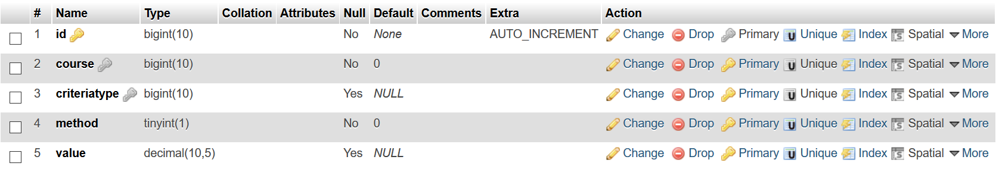 # Name Type Collation Attributes Null Default Comments Extra Action
1 id bigint(10) No None AUTO_INCREMENT Change Drop Primary Unique Index Spatial More
2 course bigint(10) No 0 Change Drop Primary Unique Index Spatial More
3 criteriatype bigint(10) Yes NULL Change Drop Primary Unique Index Spatial More
4 method tinyint(1) No 0 Change Drop Primary Unique Index Spatial More
5 value decimal(10,5) Yes NULL Change Drop Primary Unique Index Spatial More